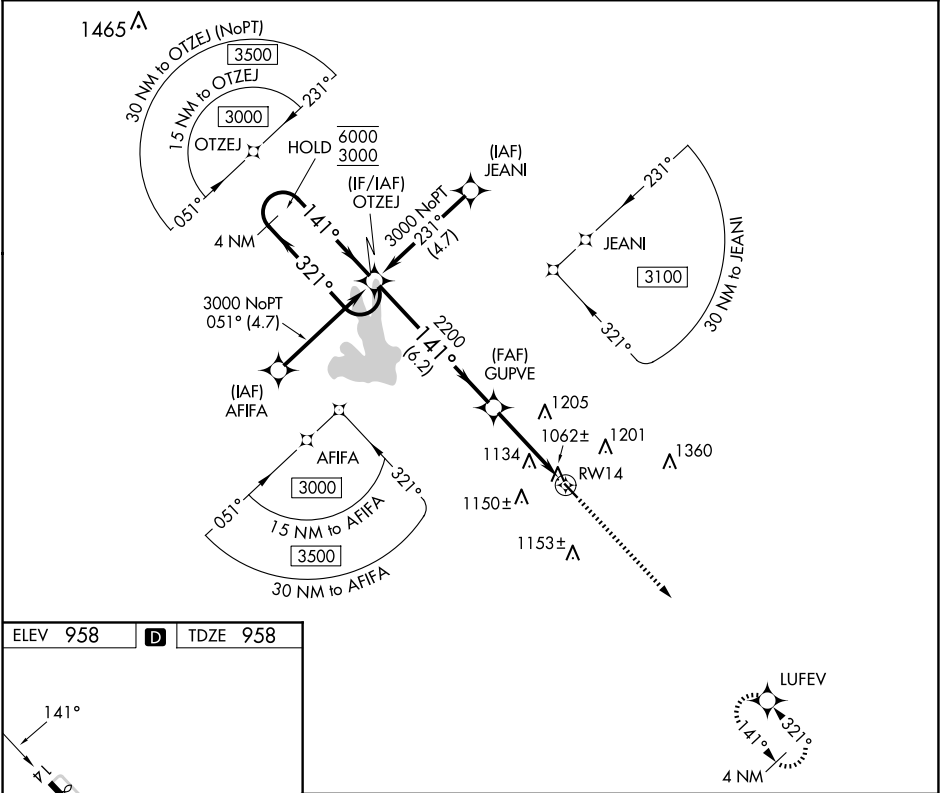 1465
30 NM to OTZEJ (NoPT)
3500
15 NM to OTZEJ
3000
231°
OTZEJ
051°
HOLD
6000
3000
(IF/IAF)
OTZEJ
(IAF)
JEANI
3000 NoPT
231°
(4.7)
141°
4 NM
321°
3000 NoPT
051° (4.7)
(IAF)
AFIFA
2200
141°
(6.2)
(FAF)
GUPVE
231°
JEANI
3100
30 NM to JEANI
321°
1205
1062±
1201
1134
1360
RW14
1150±
1153±
AFIFA
3000
051°
321°
15 NM to AFIFA
3500
30 NM to AFIFA
ELEV 958
D
TDZE 958
141°
14
LUFEV
321°
141°
4 NM